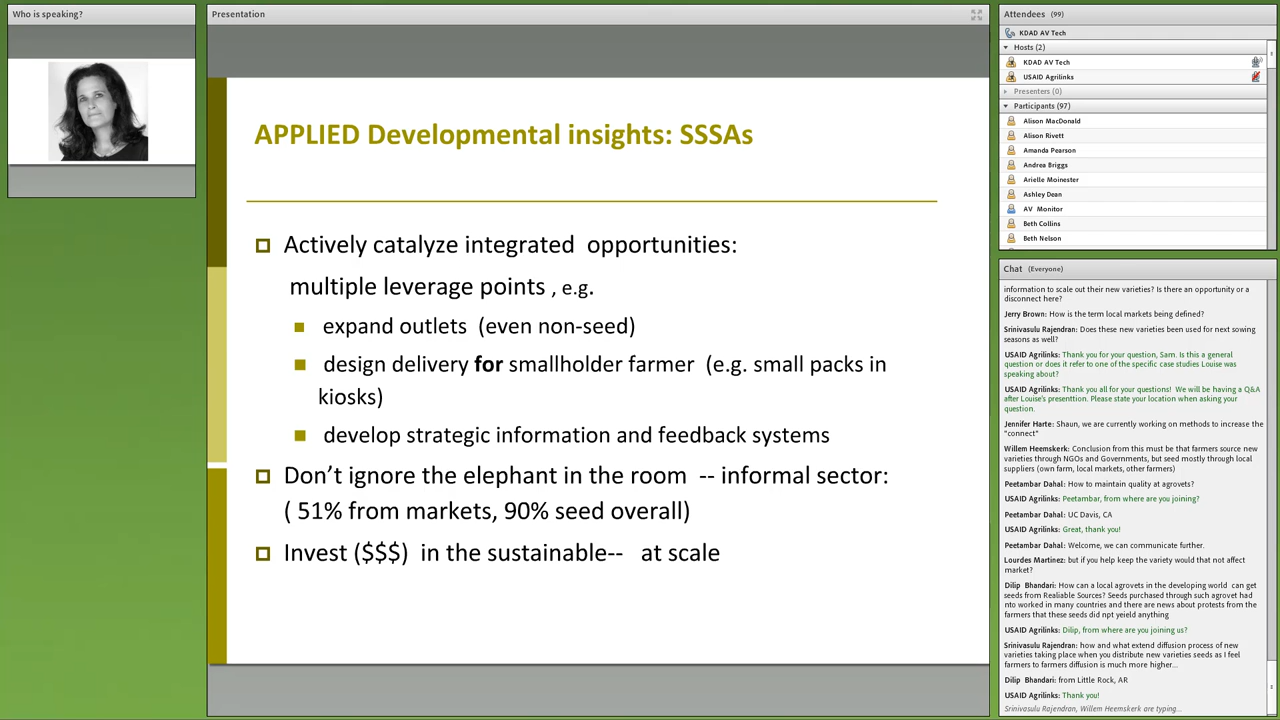 Who is speaking?
Presentation
APPLIED Developmental insights: SSSAs
Actively catalyze integrated opportunities:
multiple leverage points , e.g.
expand outlets (even non-seed)
design delivery for smallholder farmer (e.g. small packs in
kiosks)
develop strategic information and feedback systems
Don’t ignore the elephant in the room -- informal sector:
( 51% from markets, 90% seed overall)
Invest ($$$) in the sustainable-- at scale
Attendees (99)
KDAD AV Tech
Hosts (2)
KDAD AV Tech
USAID Agrilinks
Presenters (0)
Participants (97)
Alison MacDonald
Alison Rivett
Amanda Pearson
Andrea Briggs
Arielle Moinester
Ashley Dean
AV Monitor
Beth Collins
Beth Nelson
Chat (Everyone)
information to scale out their new varieties? Is there an opportunity or a
disconnect here?
Jerry Brown: How is the term local markets being defined?
Srinivasulu Rajendran: Does these new varieties been used for next sowing
seasons as well?
USAID Agrilinks: Thank you for your question, Sam. Is this a general
question or does it refer to one of the specific case studies Louise was
speaking about?
USAID Agrilinks: Thank you all for your questions! We will be having a Q&A
after Louise's presenttion. Please state your location when asking your
question.
Jennifer Harte: Shaun, we are currently working on methods to increase the
"connect"
Willem Heemskerk: Conclusion from this must be that farmers source new
varieties through NGOs and Governments, but seed mostly through local
suppliers (own farm, local markets, other farmers)
Peetambar Dahal: How to maintain quality at agrovets?
USAID Agrilinks: Peetambar, from where are you joining?
Peetambar Dahal: UC Davis, CA
USAID Agrilinks: Great, thank you!
Peetambar Dahal: Welcome, we can communicate further.
Lourdes Martinez: but if you help keep the variety would that not affect
market?
Dilip Bhandari: How can a local agrovets in the developing world can get
seeds from Realiable Sources? Seeds purchased through such agrovet had
nto worked in many countries and there are news about protests from the
farmers that these seeds did npt yeield anything
USAID Agrilinks: Dilip, from where are you joining us?
Srinivasulu Rajendran: how and what extend diffusion process of new
varieties taking place when you distribute new varieties seeds as I feel
farmers to farmers diffusion is much more higher...
Dilip Bhandari: from Little Rock, AR
USAID Agrilinks: Thank you!
Srinivasulu Rajendran, Willem Heemskerk are typing...